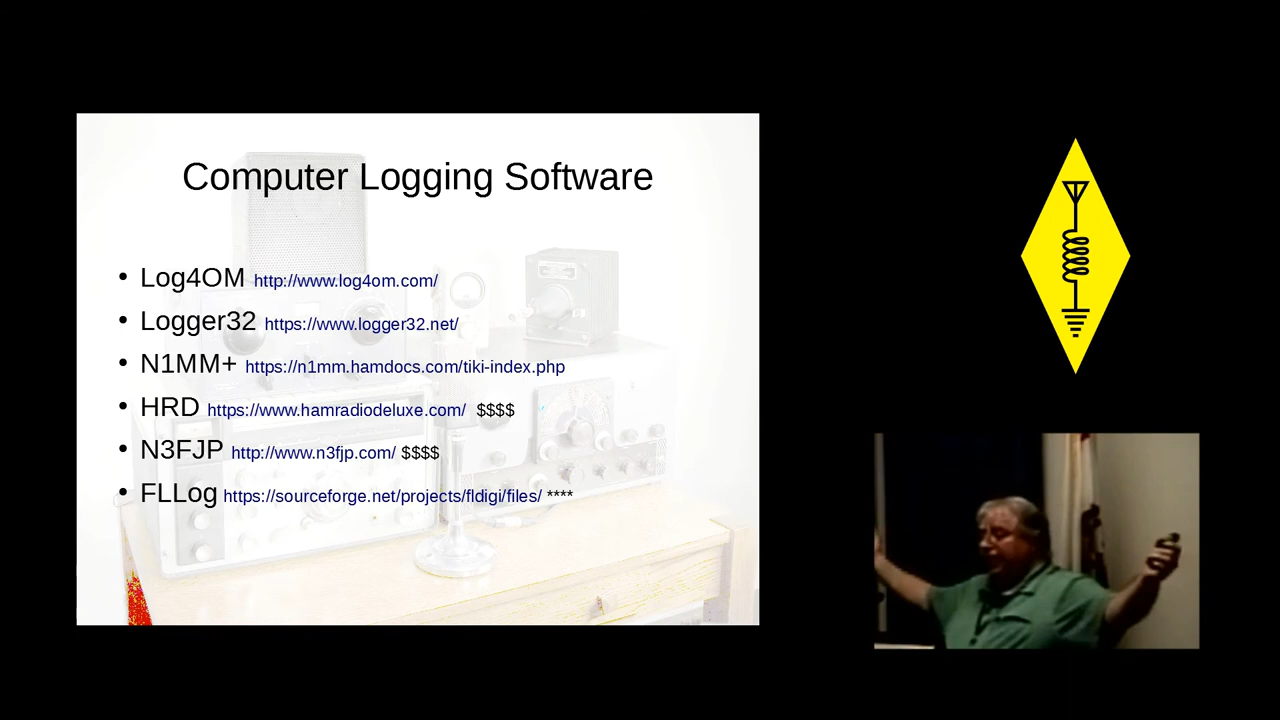 Computer Logging Software
• Log4OM http://www.log4om.com/
• Logger32 https://www.logger32.net/
• N1MM+ https://n1mm.hamdocs.com/tiki-index.php
• HRD https://www.hamradiodeluxe.com/ $$$$
• N3FJP http://www.n3fjp.com/ $$$$
• FLLog https://sourceforge.net/projects/fldigi/files/ ****